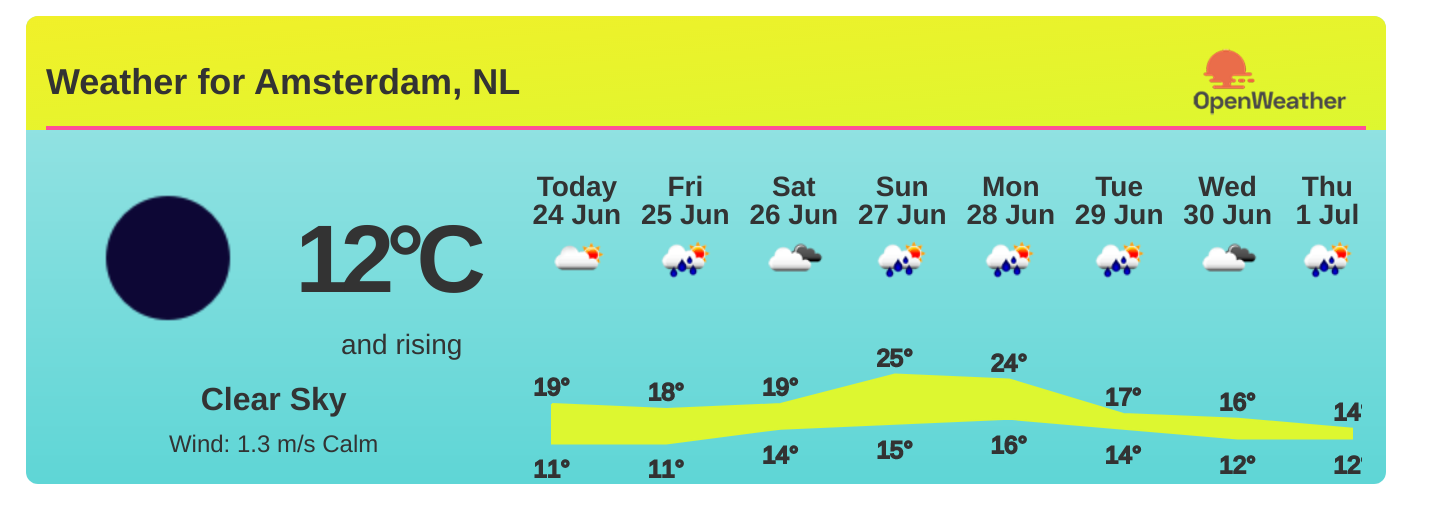 Weather for Amsterdam, NL
OpenWeather
12°C
and rising
Clear Sky
Wind: 1.3 m/s Calm
Today Fri Sat Sun Mon Tue Wed Thu
24 Jun 25 Jun 26 Jun 27 Jun 28 Jun 29 Jun 30 Jun 1 Jul
19° 18° 19° 25° 24° 17° 16° 14°
11° 11° 14° 15° 16° 14° 12° 12°